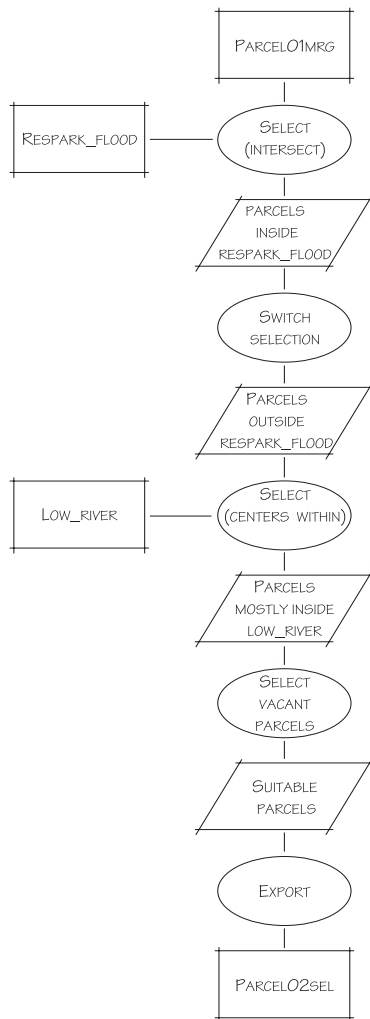 Parcel01mrg
Respark_flood
Select
(intersect)
parcels
inside
respark_flood
Switch
selection
Parcels
outside
respark_flood
Low_river
Select
(centers within)
Parcels
mostly inside
low_river
Select
vacant
parcels
Suitable
parcels
Export
Parcel02sel